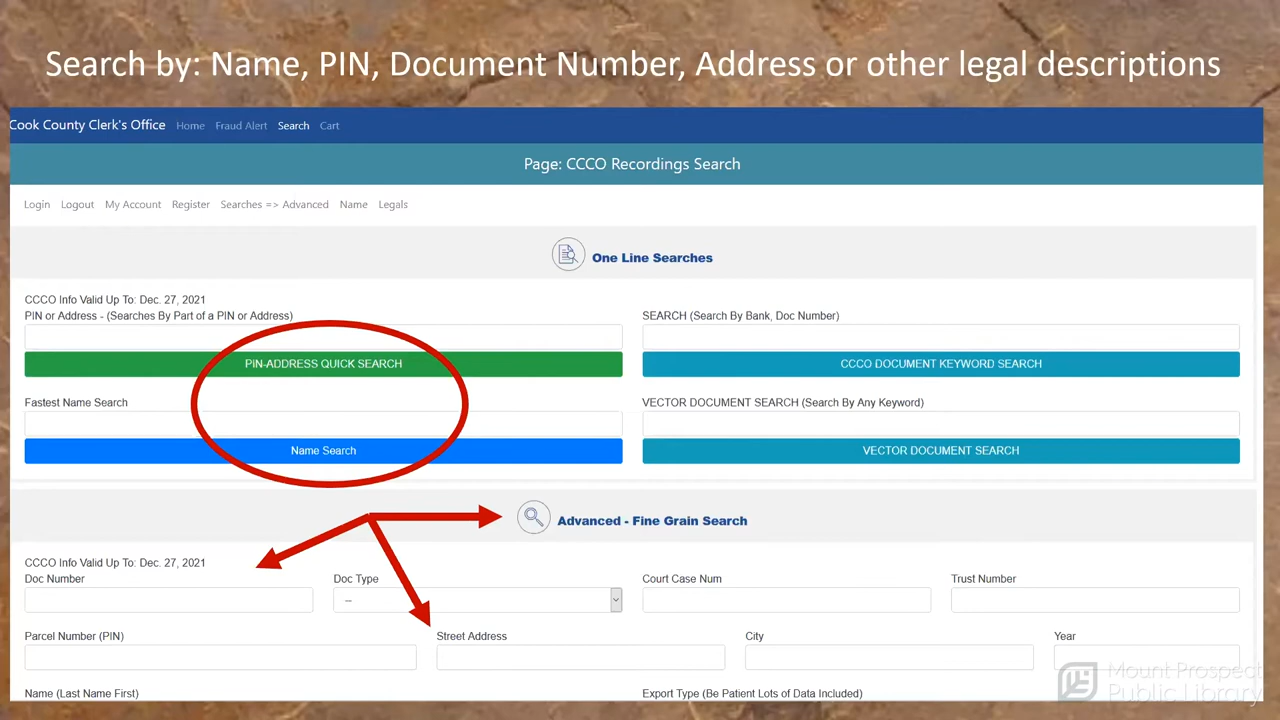 Search by: Name, PIN, Document Number, Address or other legal descriptions
Cook County Clerk's Office Home Fraud Alert Search Cart
Page: CCCO Recordings Search
Login Logout My Account Register Searches => Advanced Name Legals
One Line Searches
CCCO Info Valid Up To: Dec. 27, 2021
PIN or Address - (Searches By Part of a PIN or Address)
SEARCH (Search By Bank, Doc Number)
PIN-ADDRESS QUICK SEARCH
CCCO DOCUMENT KEYWORD SEARCH
Fastest Name Search
VECTOR DOCUMENT SEARCH (Search By Any Keyword)
Name Search
VECTOR DOCUMENT SEARCH
Advanced - Fine Grain Search
CCCO Info Valid Up To: Dec. 27, 2021
Doc Number Doc Type Court Case Num Trust Number
--
Parcel Number (PIN) Street Address City Year
Name (Last Name First) Export Type (Be Patient Lots of Data Included)
Mount Prospect
Public Library